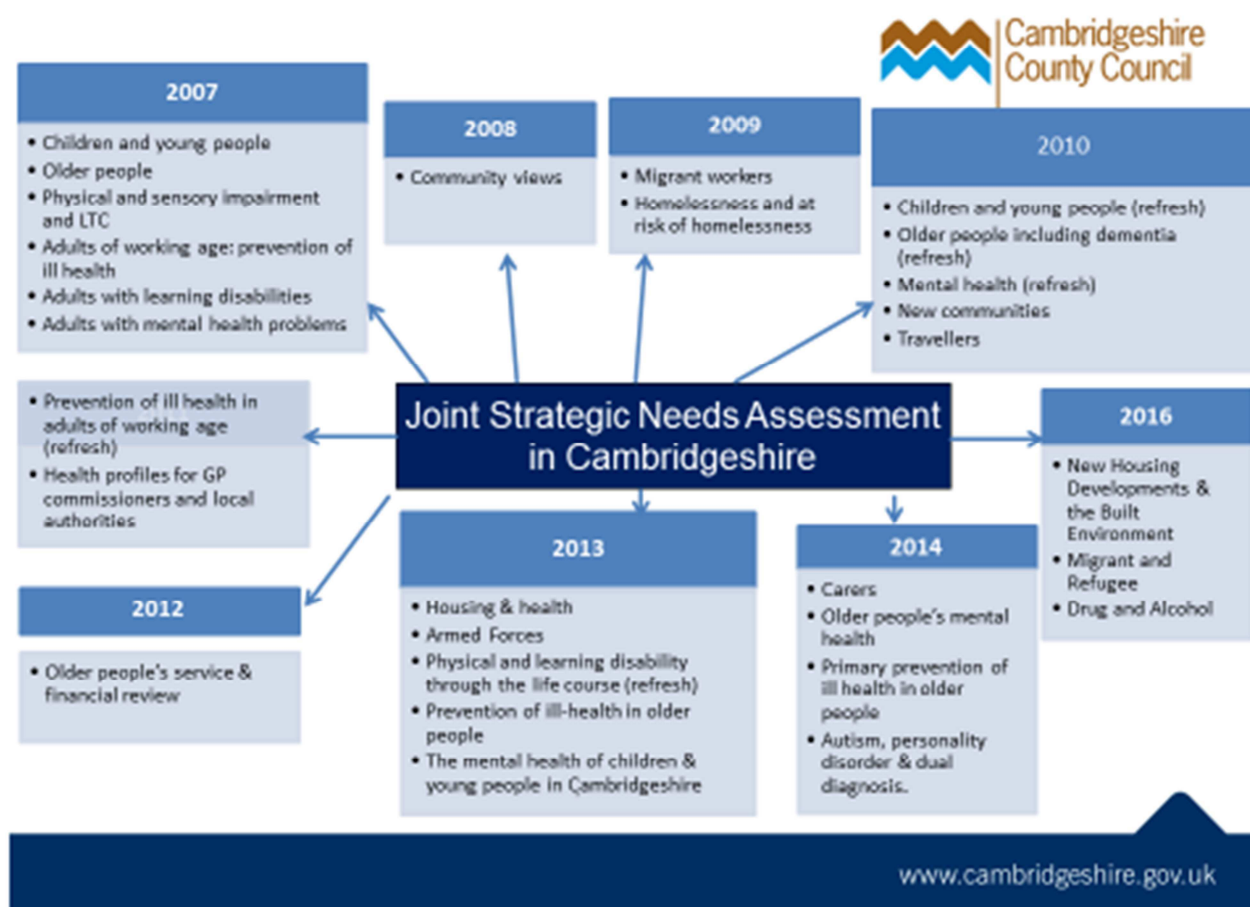 Cambridgeshire
County Council
2007
• Children and young people
• Older people
• Physical and sensory impairment
and LTC
• Adults of working age: prevention of
ill health
• Adults with learning disabilities
• Adults with mental health problems
2008
• Community views
2009
• Migrant workers
• Homelessness and at
risk of homelessness
2010
• Children and young people (refresh)
• Older people including dementia
(refresh)
• Mental health (refresh)
• New communities
• Travellers
Joint Strategic Needs Assessment
in Cambridgeshire
• Prevention of ill health in
adults of working age
(refresh)
• Health profiles for GP
commissioners and local
authorities
2012
• Older people's service &
financial review
2013
• Housing & health
• Armed Forces
• Physical and learning disability
through the life course (refresh)
• Prevention of ill-health in older
people
• The mental health of children &
young people in Cambridgeshire
2014
• Carers
• Older people's mental
health
• Primary prevention of
ill health in older
people
• Autism, personality
disorder & dual
diagnosis.
2016
• New Housing
Developments &
the Built
Environment
• Migrant and
Refugee
• Drug and Alcohol
www.cambridgeshire.gov.uk